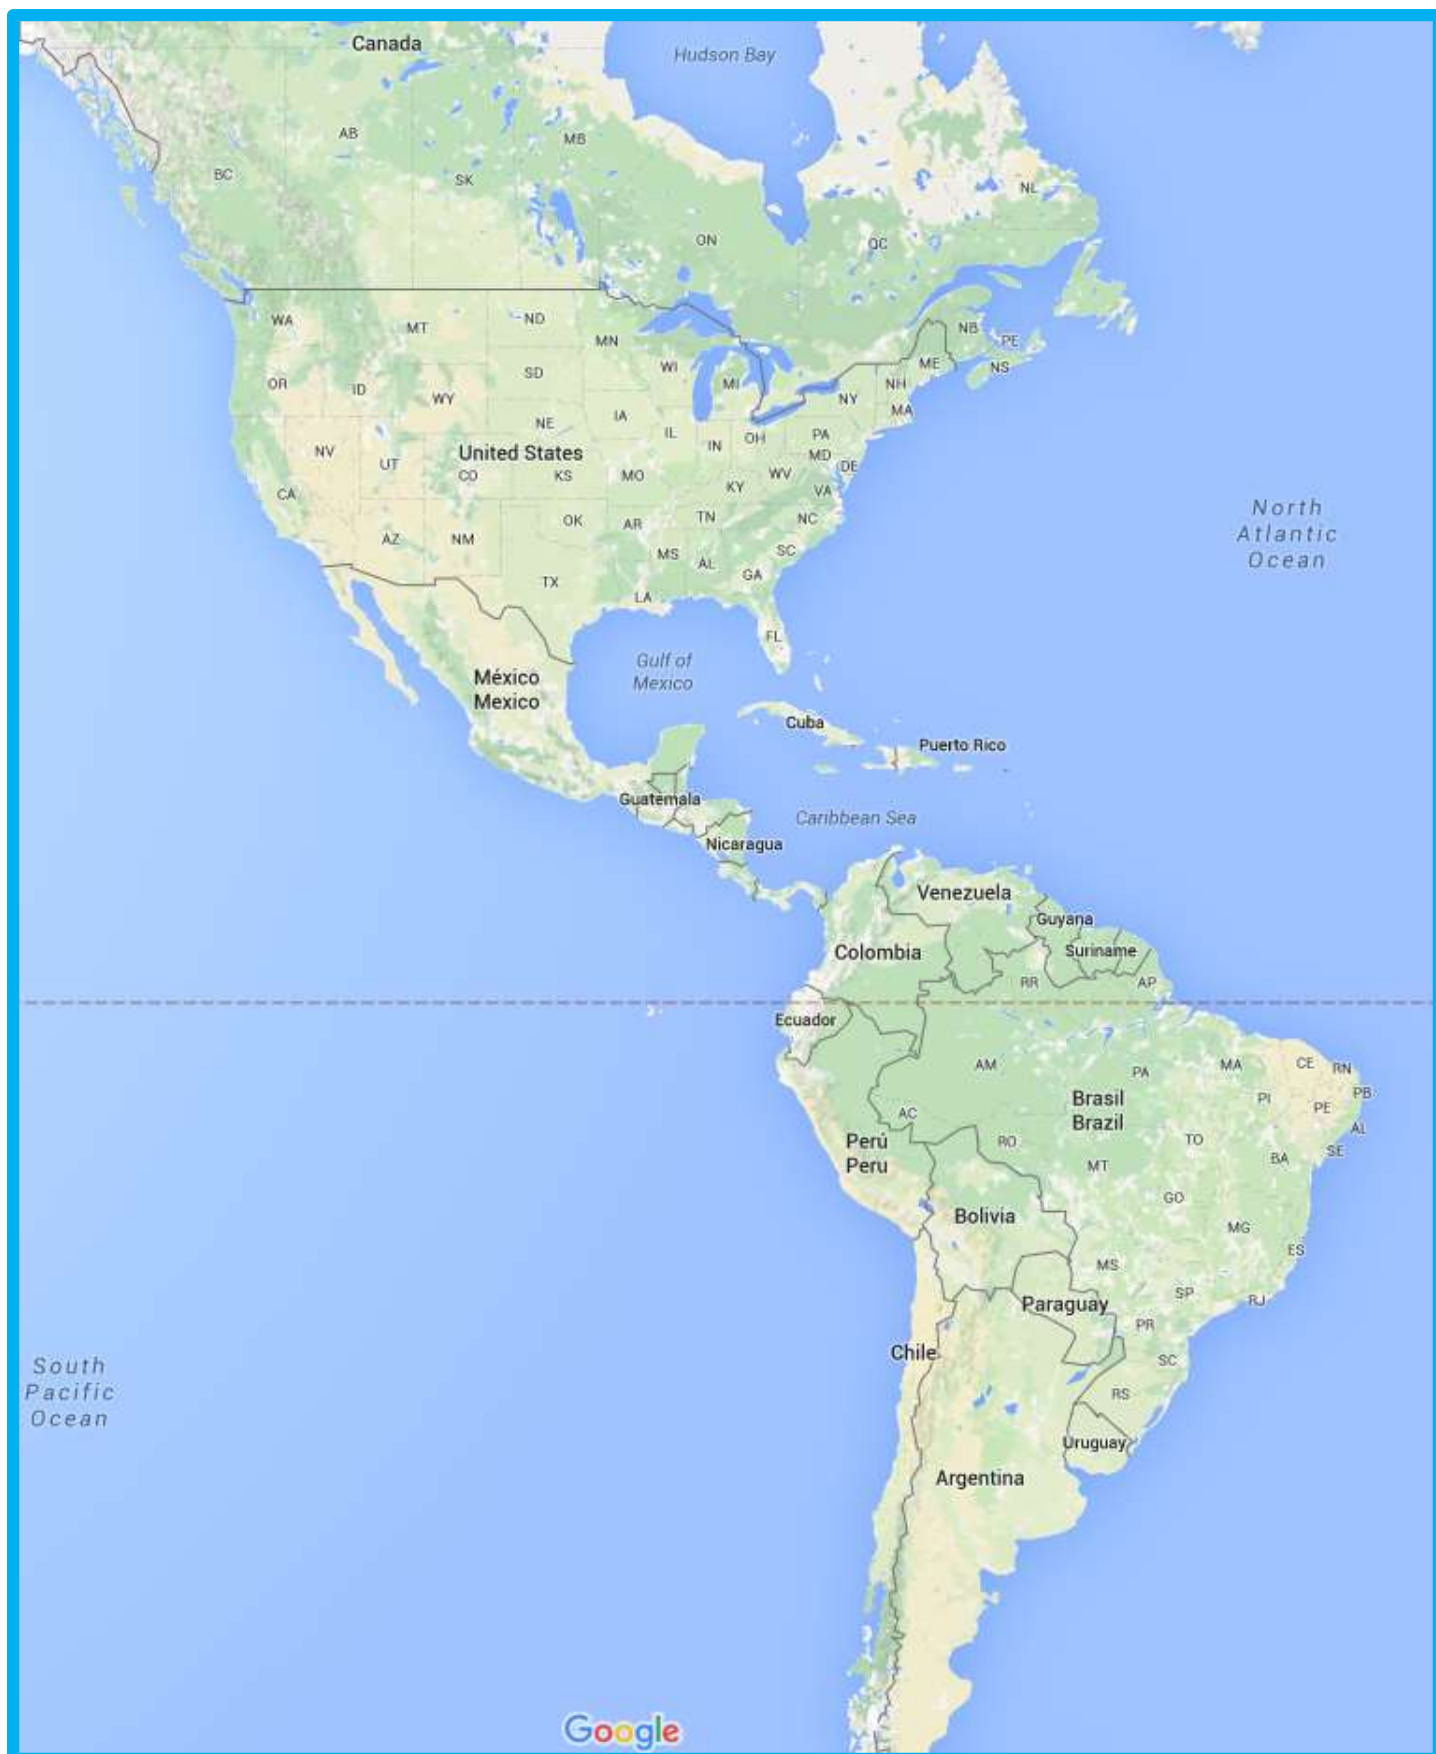 Canada
Hudson Bay
AB
MB
BC
SK
NL
ON
QC
WA
MT
ND
MN
NB
PE
OR
ID
WY
SD
WI
MI
NY
NH
ME
NS
MA
NE
IA
IL
IN
OH
PA
NV
UT
United States
CO
KS
MO
KY
WV
MD
DE
VA
CA
AZ
NM
OK
AR
TN
NC
MS
AL
SC
GA
TX
LA
FL
North
Atlantic
Ocean
Gulf of
Mexico
México
Mexico
Cuba
Puerto Rico
Guatemala
Caribbean Sea
Nicaragua
Venezuela
Guyana
Colombia
Suriname
RR
AP
Ecuador
AM
PA
MA
CE
RN
Brasil
Brazil
PI
PE
PB
AC
AL
Perú
Peru
RO
TO
SE
MT
BA
GO
Bolivia
MG
ES
MS
SP
RJ
Paraguay
PR
Chile
SC
South
Pacific
Ocean
RS
Uruguay
Argentina
Google